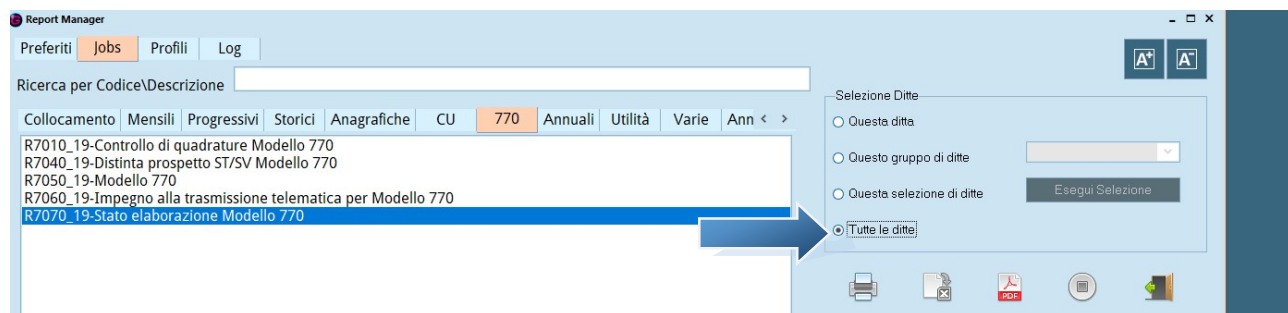 Report Manager
Preferiti Jobs Profili Log
A+ A-
Ricerca per Codice\Descrizione
Selezione Ditte
Collocamento Mensili Progressivi Storici Anagrafiche CU 770 Annuali Utilità Varie Ann < >
Questa ditta
R7010_19-Controllo di quadrature Modello 770
R7040_19-Distinta prospetto ST/SV Modello 770
Questo gruppo di ditte
R7050_19-Modello 770
R7060_19-Impegno alla trasmissione telematica per Modello 770
Questa selezione di ditte Esegui Selezione
R7070_19-Stato elaborazione Modello 770
Tutte le ditte
PDF